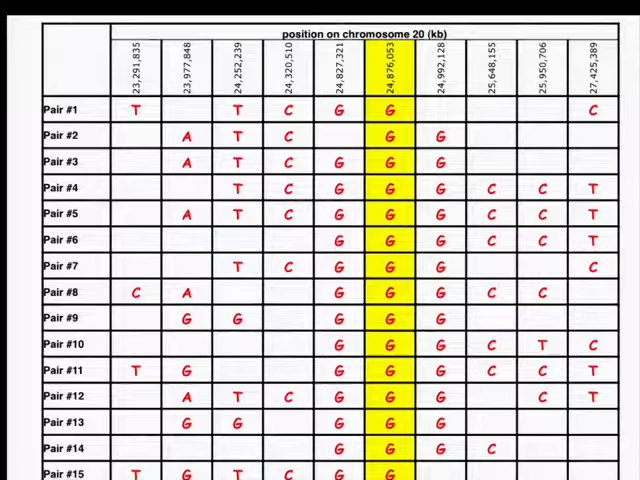 position on chromosome 20 (kb)
23,291,835 23,977,848 24,252,239 24,320,510 24,827,321 24,876,053 24,992,128 25,648,155 25,950,706 27,425,389
Pair #1 T T C G G C
Pair #2 A T C G G
Pair #3 A T C G G G
Pair #4 T C G G G C C T
Pair #5 A T C G G G C C T
Pair #6 G G G C C T
Pair #7 T C G G G C
Pair #8 C A G G G C C
Pair #9 G G G G G
Pair #10 G G G C T C
Pair #11 T G G G G C C T
Pair #12 A T C G G G C T
Pair #13 G G G G G
Pair #14 G G G C
Pair #15 T G T C G G